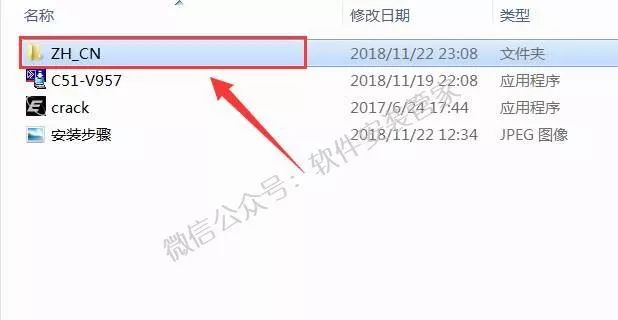 名称 修改日期 类型
ZH_CN 2018/11/22 23:08 文件夹
C51-V957 2018/11/19 22:08 应用程序
crack 2017/6/24 17:44 应用程序
安装步骤 2018/11/22 12:34 JPEG 图像
微信公众号：软件安装管家